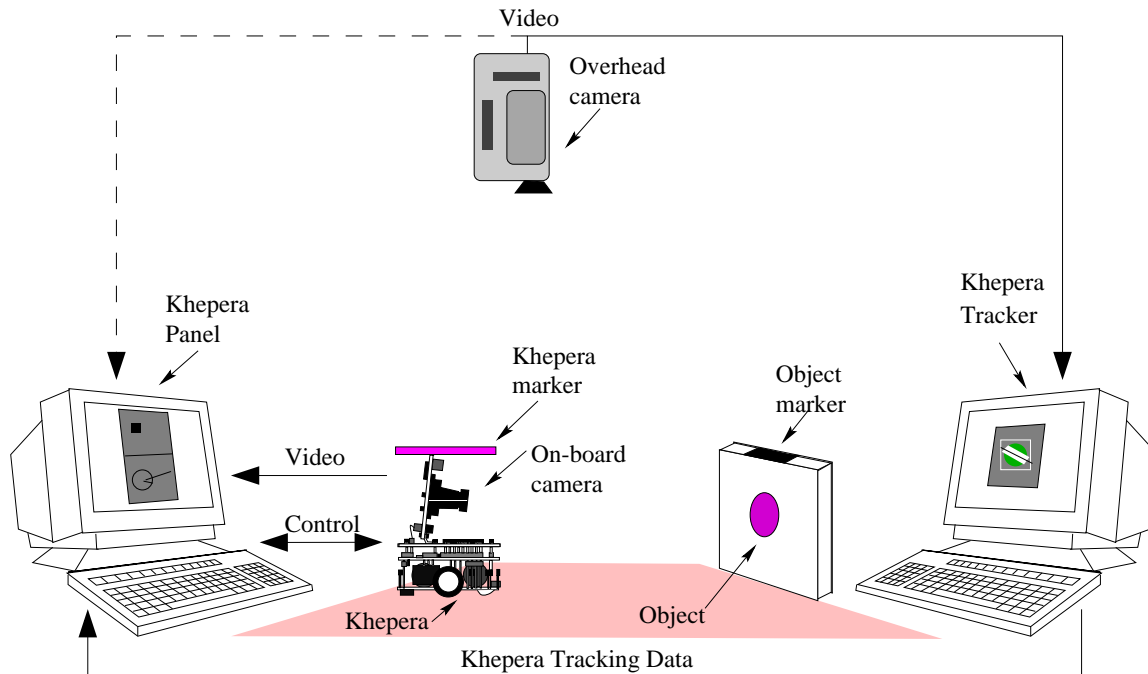 Video
Overhead
camera
Khepera
Panel
Khepera
Tracker
Khepera
marker
Object
marker
On-board
camera
Video
Control
Khepera
Object
Khepera Tracking Data